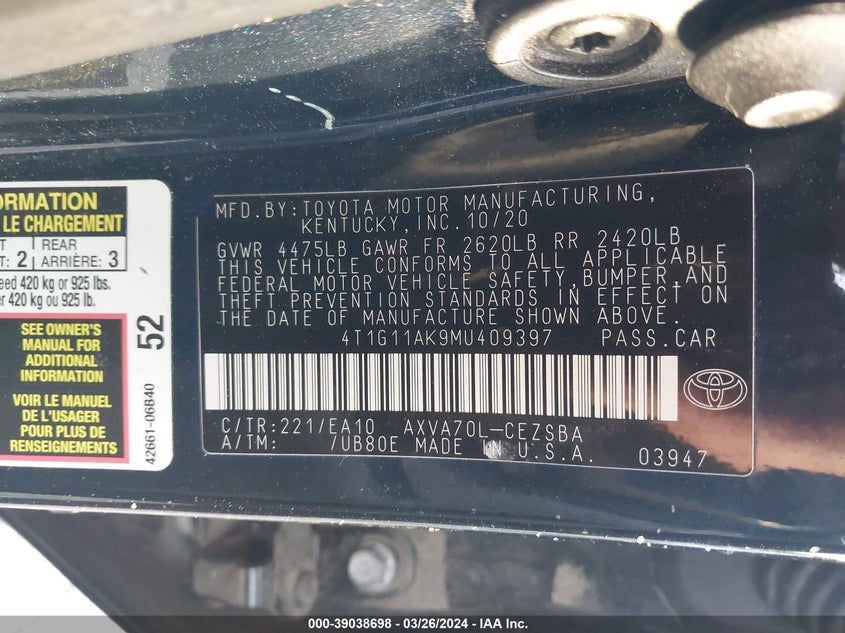 ORMATION
LE CHARGEMENT
REAR
2 ARRIÈRE: 3
420 kg or 925 lbs.
420 kg ou 925 lb.
SEE OWNER'S
MANUAL FOR
ADDITIONAL
INFORMATION
VOIR LE MANUEL
DE L'USAGER
POUR PLUS DE
RENSEIGNEMENTS
52
42661-06B40
MFD.BY:TOYOTA MOTOR MANUFACTURING,
KENTUCKY, INC.10/20
GVWR 4475LB GAWR FR 2620LB RR 2420LB
THIS VEHICLE CONFORMS TO ALL APPLICABLE
FEDERAL MOTOR VEHICLE SAFETY,BUMPER,AND
THEFT PREVENTION STANDARDS IN EFFECT ON
THE DATE OF MANUFACTURE SHOWN ABOVE.
4T1G11AK9MU409397 PASS.CAR
C/TR:221/EA10 AXVA70L-CEZSBA
A/TM: /UB80E MADE IN U.S.A. 03947
000-39038698 - 03/26/2024 - IAA Inc.